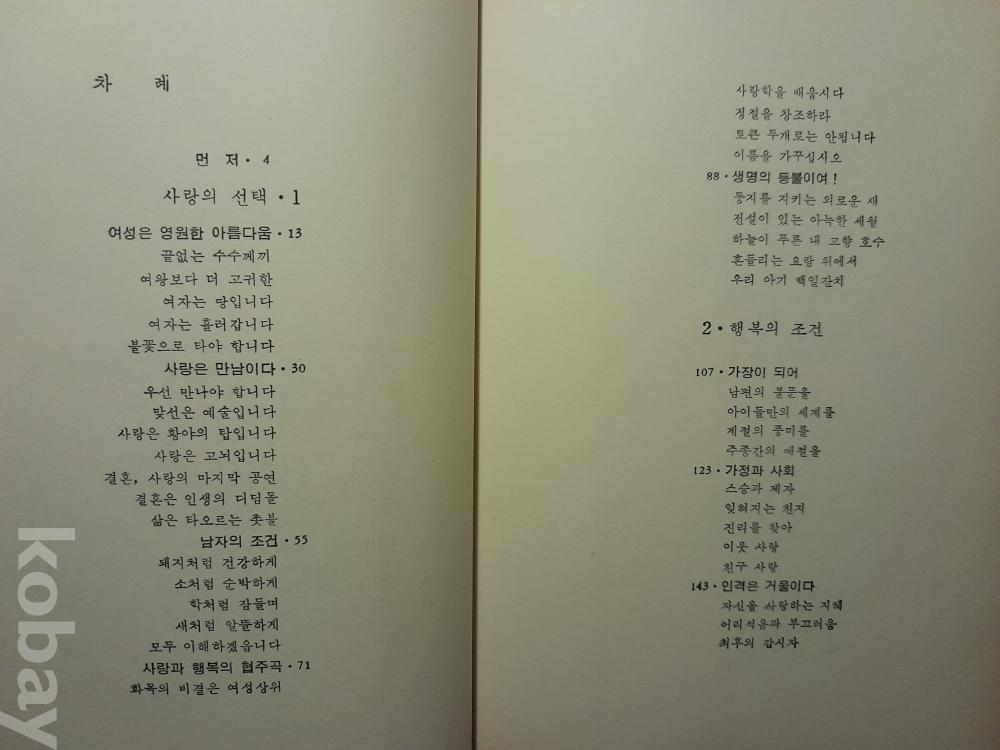 차 례
먼 저 · 4
사랑의 선택 · 1
여성은 영원한 아름다움 · 13
끝없는 수수께끼
여왕보다 더 고귀한
여자는 땅입니다
여자는 흘러갑니다
불꽃으로 타야 합니다
사랑은 만남이다 · 30
우선 만나야 합니다
맞선은 예술입니다
사랑은 황야의 탑입니다
사랑은 고뇌입니다
결혼, 사랑의 마지막 공연
결혼은 인생의 디딤돌
삶은 타오르는 촛불
남자의 조건 · 55
돼지처럼 건강하게
소처럼 순박하게
학처럼 잠들며
새처럼 알뜰하게
모두 이해하겠읍니다
사랑과 행복의 협주곡 · 71
화목의 비결은 여성상위
사랑학을 배웁시다
정절을 창조하라
토큰 두개로는 안됩니다
이름을 가꾸십시오
88 · 생명의 등불이여!
둥지를 지키는 외로운 새
전설이 있는 아늑한 세월
하늘이 푸른 내 고향 호수
흔들리는 요람 위에서
우리 아기 백일잔치
2 · 행복의 조건
107 · 가장이 되어
남편의 불문율
아이들만의 세계를
계절의 풍미를
주종간의 예절을
123 · 가정과 사회
스승과 제자
잊혀지는 천지
진리를 찾아
이웃 사랑
친구 사랑
143 · 인격은 거울이다
자신을 사랑하는 지혜
어리석음과 부끄러움
최후의 감시자
kobay